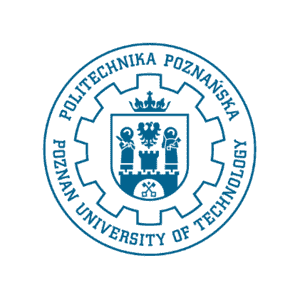 POLITECHNIKA POZNAŃSKA
POZNAN UNIVERSITY OF TECHNOLOGY